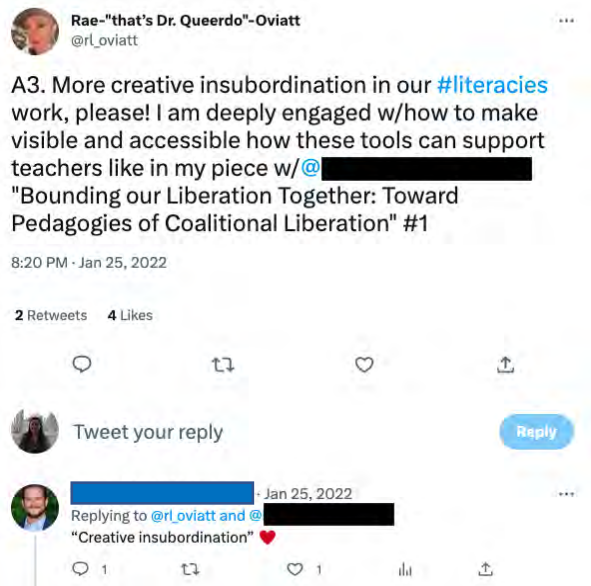 Rae-"that's Dr. Queerdo"-Oviatt
@rl_oviatt
A3. More creative insubordination in our #literacies
work, please! I am deeply engaged w/how to make
visible and accessible how these tools can support
teachers like in my piece w/@
"Bounding our Liberation Together: Toward
Pedagogies of Coalitional Liberation" #1
8:20 PM · Jan 25, 2022
2 Retweets 4 Likes
Tweet your reply
Reply
· Jan 25, 2022
Replying to @rl_oviatt and @
“Creative insubordination” ♥
1 1